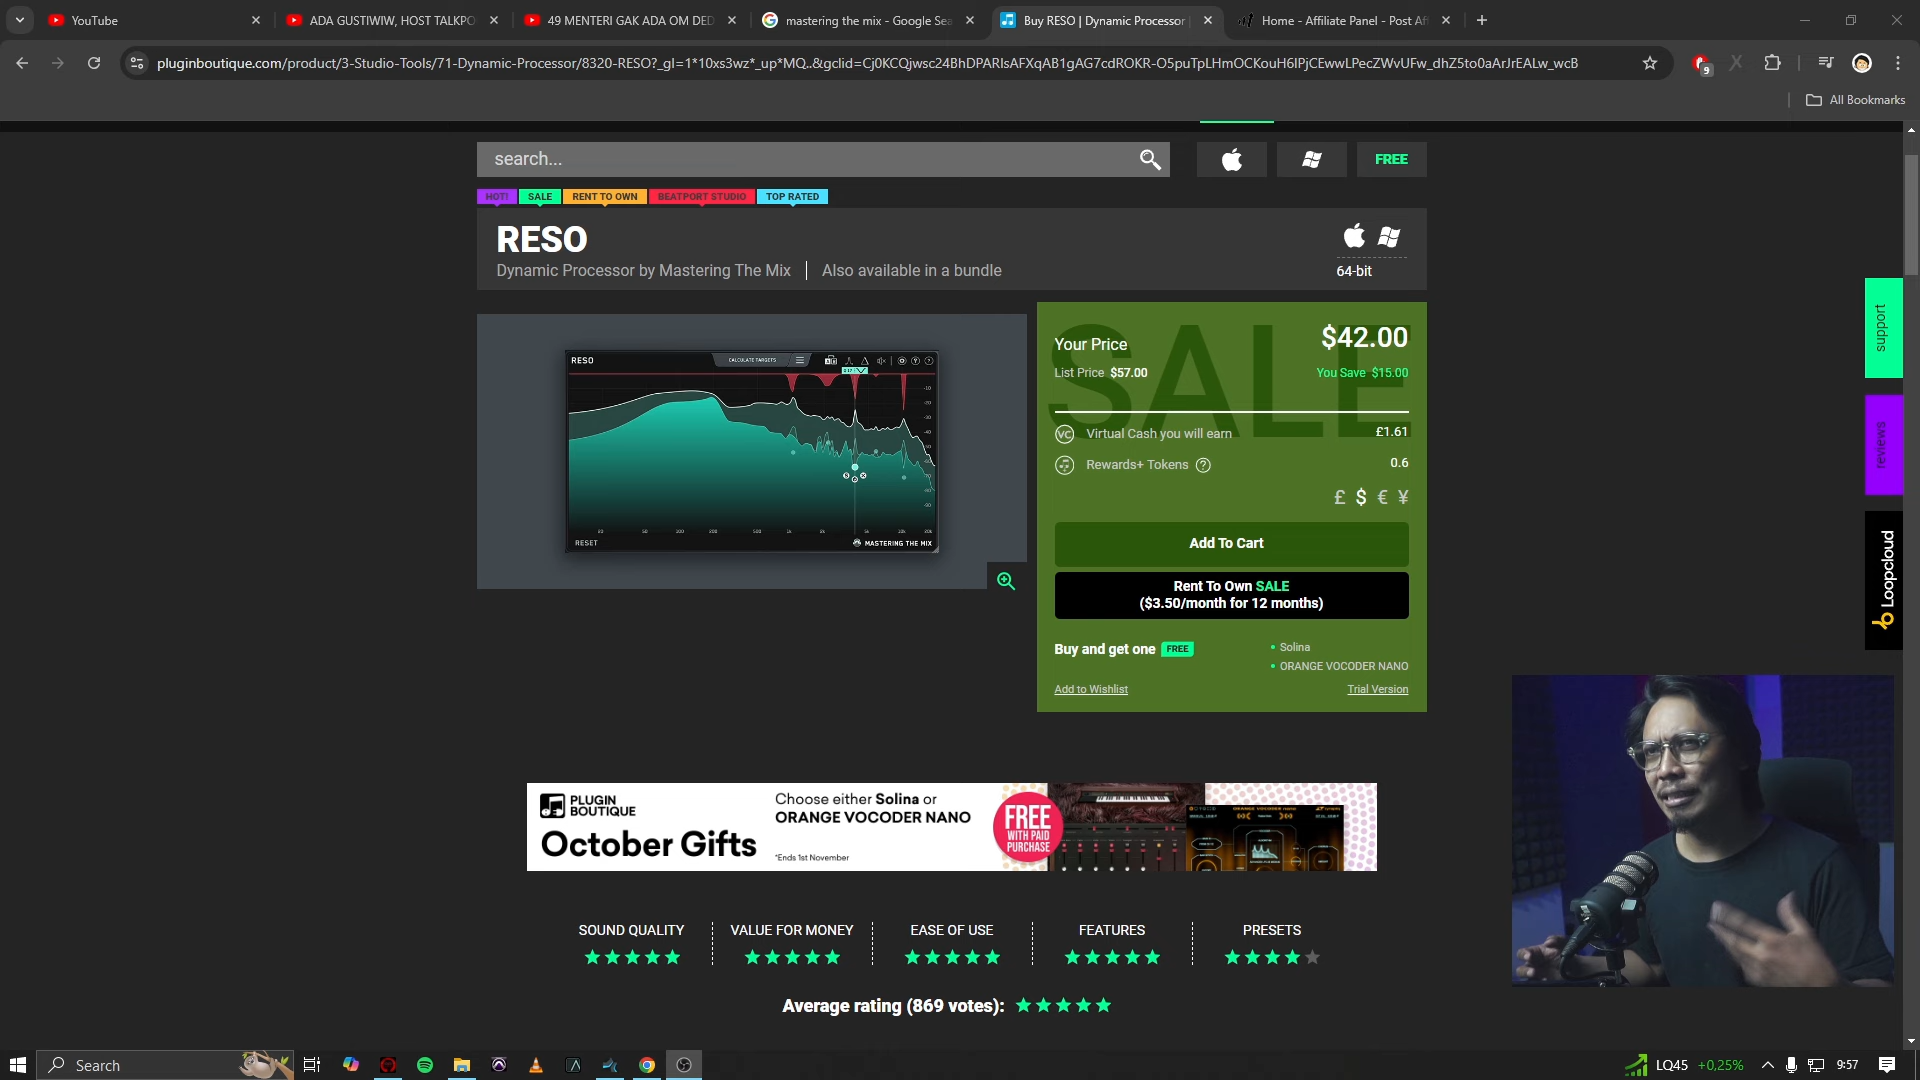 YouTube
ADA GUSTIWIW, HOST TALKPO
49 MENTERI GAK ADA OM DED
mastering the mix - Google Sea
Buy RESO | Dynamic Processor
Home - Affiliate Panel - Post Af
pluginboutique.com/product/3-Studio-Tools/71-Dynamic-Processor/8320-RESO?_gl=1*10xs3wz*_up*MQ..&gclid=Cj0KCQjwsc24BhDPARIsAFXqAB1gAG7cdROKR-O5puTpLHmOCKouH6lPjCEwwLPecZWvUFw_dhZ5to0aArJrEALw_wcB
9
All Bookmarks
search...
FREE
HOT!
SALE
RENT TO OWN
BEATPORT STUDIO
TOP RATED
RESO
Dynamic Processor by Mastering The Mix
Also available in a bundle
64-bit
RESO
CALCULATE TARGETS
RESET
MASTERING THE MIX
SALE
Your Price
$42.00
List Price $57.00
You Save $15.00
VC
Virtual Cash you will earn
£1.61
Rewards+ Tokens ?
0.6
£ $ € ¥
Add To Cart
Rent To Own SALE
($3.50/month for 12 months)
Buy and get one FREE
• Solina
• ORANGE VOCODER NANO
Add to Wishlist
Trial Version
support
reviews
Loopcloud
PLUGIN
BOUTIQUE
October Gifts
Choose either Solina or
ORANGE VOCODER NANO
*Ends 1st November
FREE
WITH PAID
PURCHASE
SOUND QUALITY
VALUE FOR MONEY
EASE OF USE
FEATURES
PRESETS
Average rating (869 votes):
Search
LQ45
+0,25%
9:57